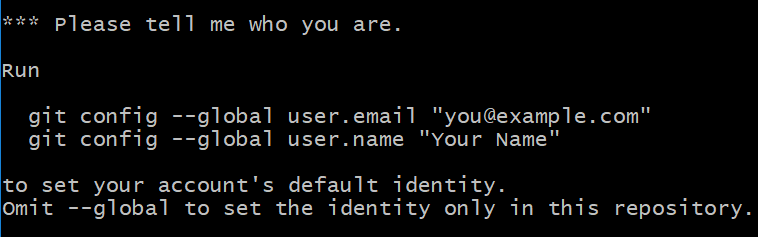 *** Please tell me who you are.
Run
git config --global user.email "you@example.com"
git config --global user.name "Your Name"
to set your account's default identity.
Omit --global to set the identity only in this repository.